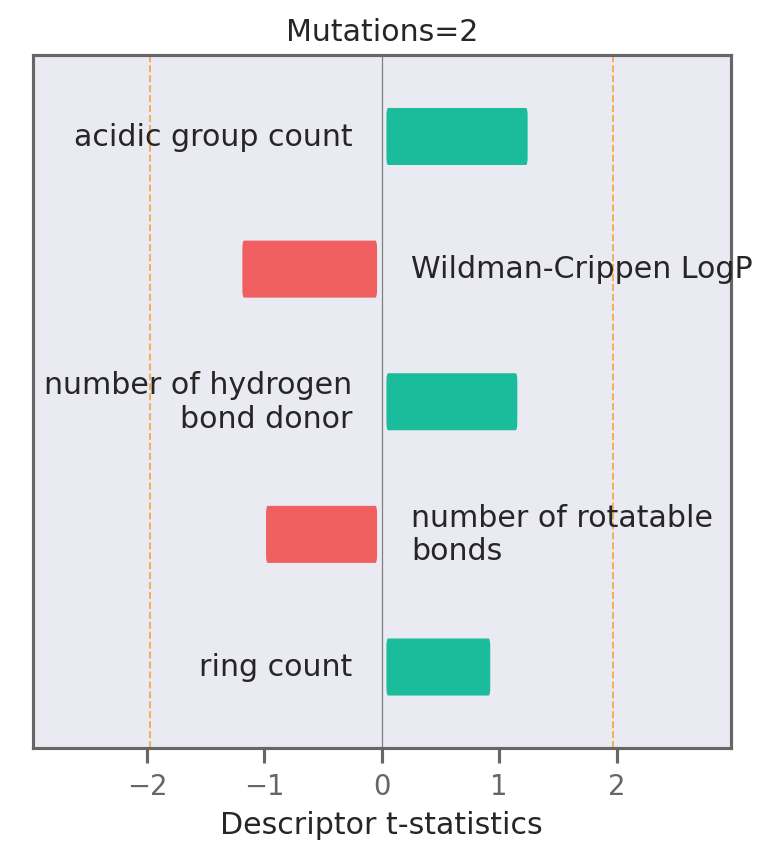 Mutations=2
acidic group count
Wildman-Crippen LogP
number of hydrogen
bond donor
number of rotatable
bonds
ring count
−2 −1 0 1 2
Descriptor t-statistics